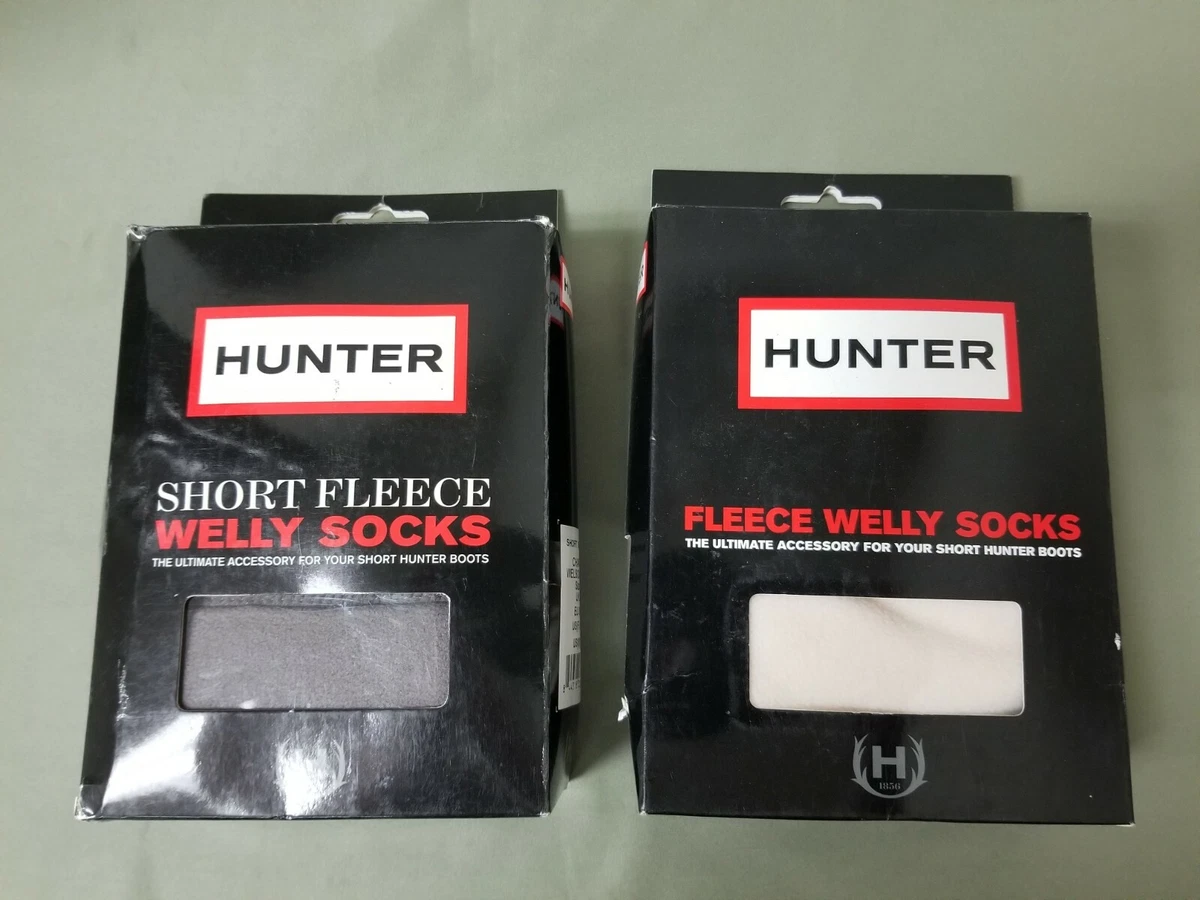 HUNTER
SHORT FLEECE
WELLY SOCKS
THE ULTIMATE ACCESSORY FOR YOUR SHORT HUNTER BOOTS
H
SHORT
HUNTER
FLEECE WELLY SOCKS
THE ULTIMATE ACCESSORY FOR YOUR SHORT HUNTER BOOTS
H
1856